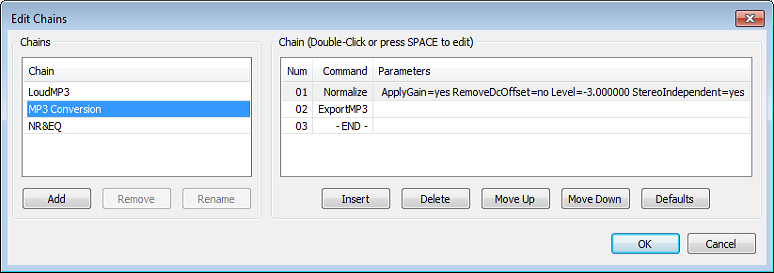 Edit Chains
Chains
Chain
LoudMP3
MP3 Conversion
NR&EQ
Add Remove Rename
Chain (Double-Click or press SPACE to edit)
Num Command Parameters
01 Normalize ApplyGain=yes RemoveDcOffset=no Level=-3.000000 StereoIndependent=yes
02 ExportMP3
03 - END -
Insert Delete Move Up Move Down Defaults
OK Cancel